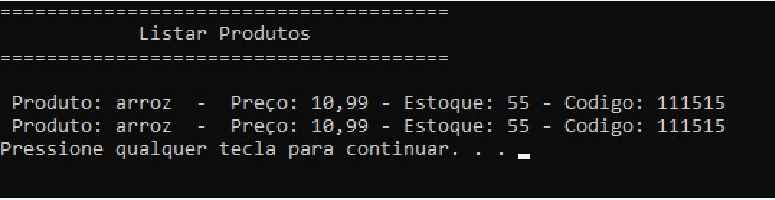 =======================================
Listar Produtos
=======================================
Produto: arroz  -  Preço: 10,99 - Estoque: 55 - Codigo: 111515
Produto: arroz  -  Preço: 10,99 - Estoque: 55 - Codigo: 111515
Pressione qualquer tecla para continuar. . .